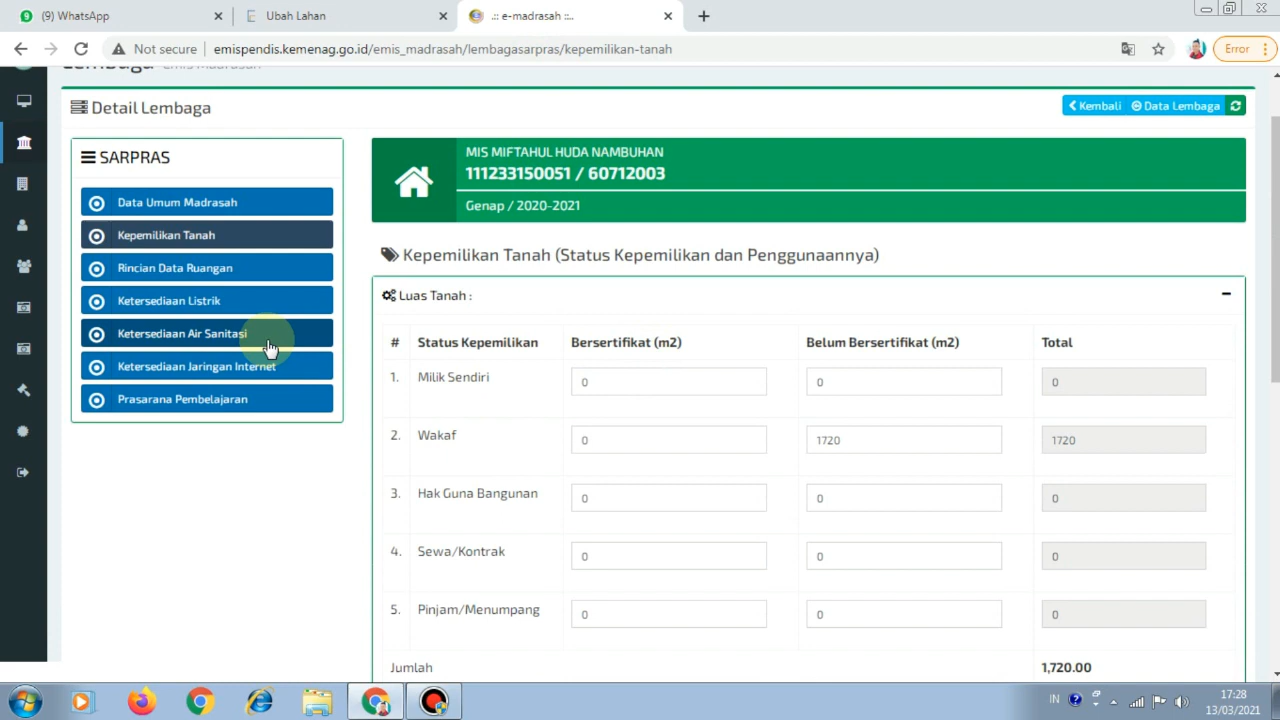 (9) WhatsApp
Ubah Lahan
.:: e-madrasah ::..
Not secure
emispendis.kemenag.go.id/emis_madrasah/lembagasarpras/kepemilikan-tanah
Error
Lembaga Emis Madrasah
Detail Lembaga
Kembali
Data Lembaga
SARPRAS
Data Umum Madrasah
Kepemilikan Tanah
Rincian Data Ruangan
Ketersediaan Listrik
Ketersediaan Air Sanitasi
Ketersediaan Jaringan Internet
Prasarana Pembelajaran
MIS MIFTAHUL HUDA NAMBUHAN
111233150051 / 60712003
Genap / 2020-2021
Kepemilikan Tanah (Status Kepemilikan dan Penggunaannya)
Luas Tanah :
# Status Kepemilikan Bersertifikat (m2) Belum Bersertifikat (m2) Total
1. Milik Sendiri 0 0 0
2. Wakaf 0 1720 1720
3. Hak Guna Bangunan 0 0 0
4. Sewa/Kontrak 0 0 0
5. Pinjam/Menumpang 0 0 0
Jumlah 1,720.00
IN
17:28
13/03/2021